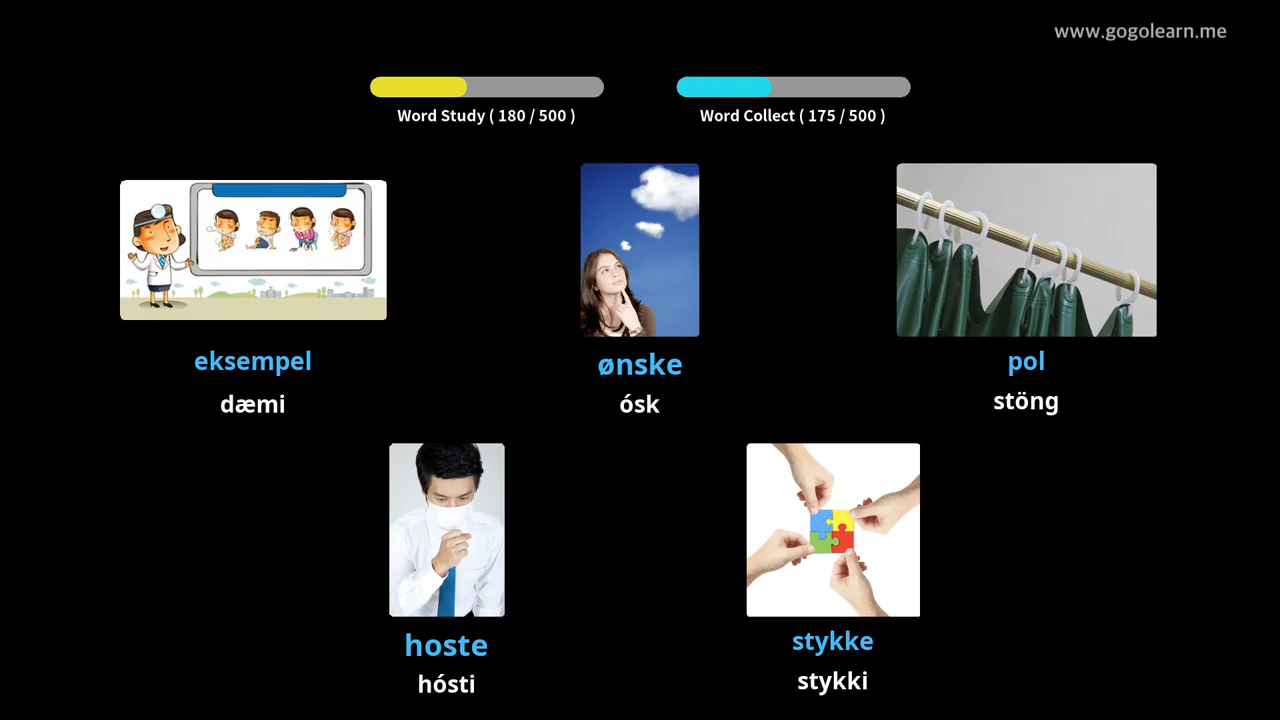 www.gogolearn.me
Word Study ( 180 / 500 )
Word Collect ( 175 / 500 )
eksempel
dæmi
ønske
ósk
pol
stöng
hoste
hósti
stykke
stykki